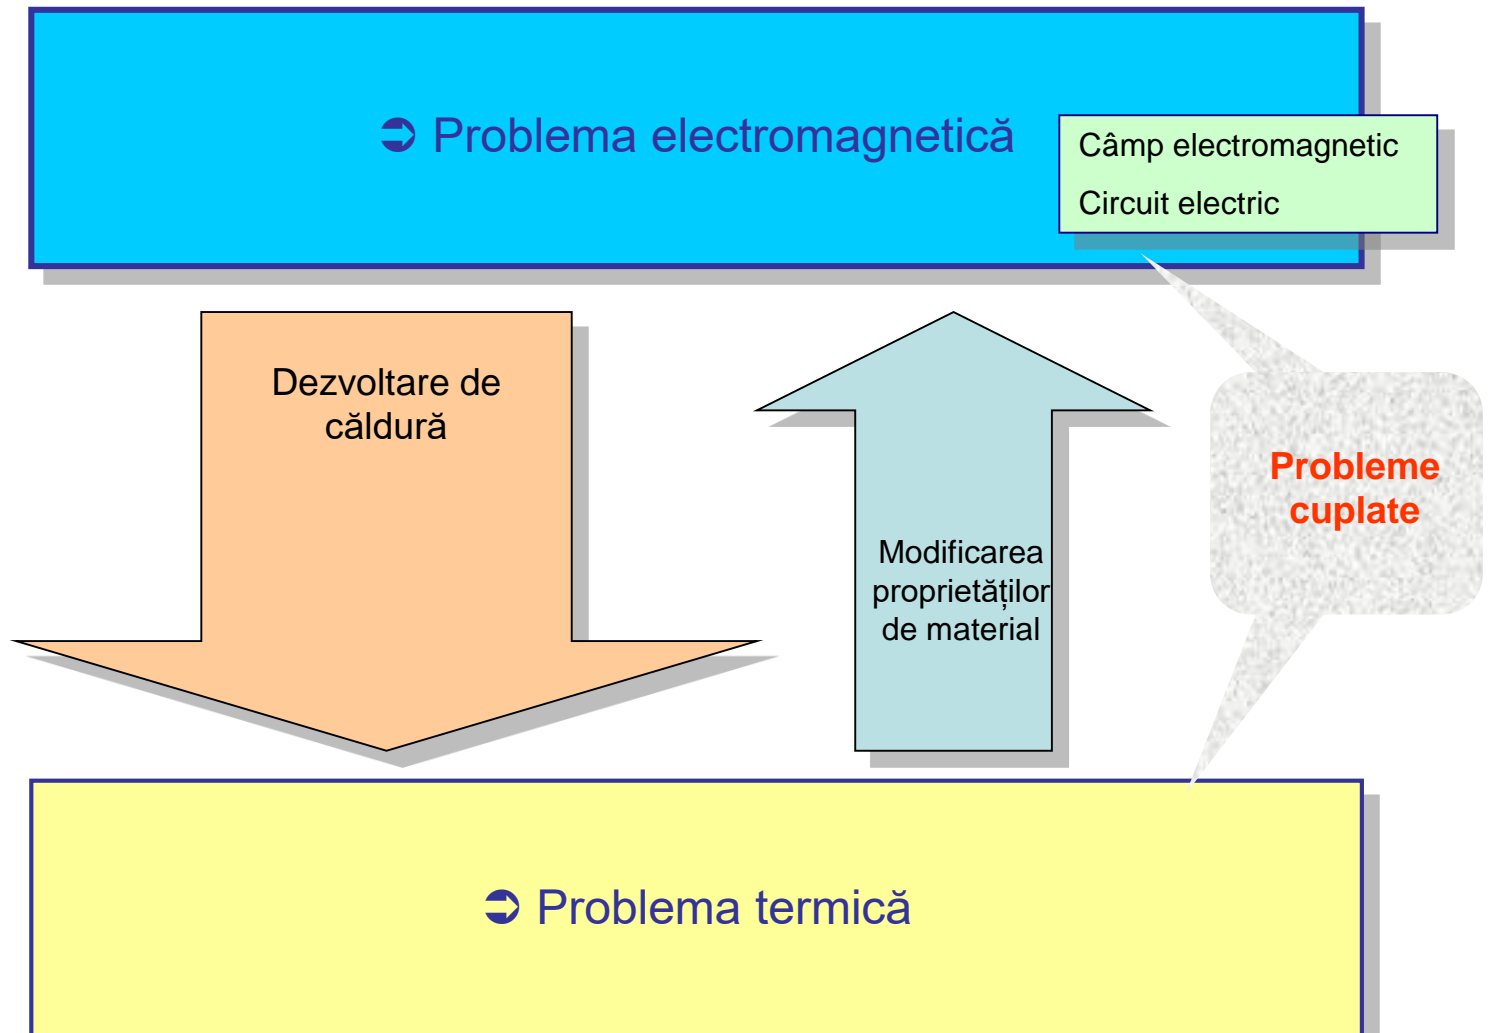 ➲ Problema electromagnetică
Câmp electromagnetic
Circuit electric
Dezvoltare de
căldură
Modificarea
proprietăților
de material
Probleme
cuplate
➲ Problema termică